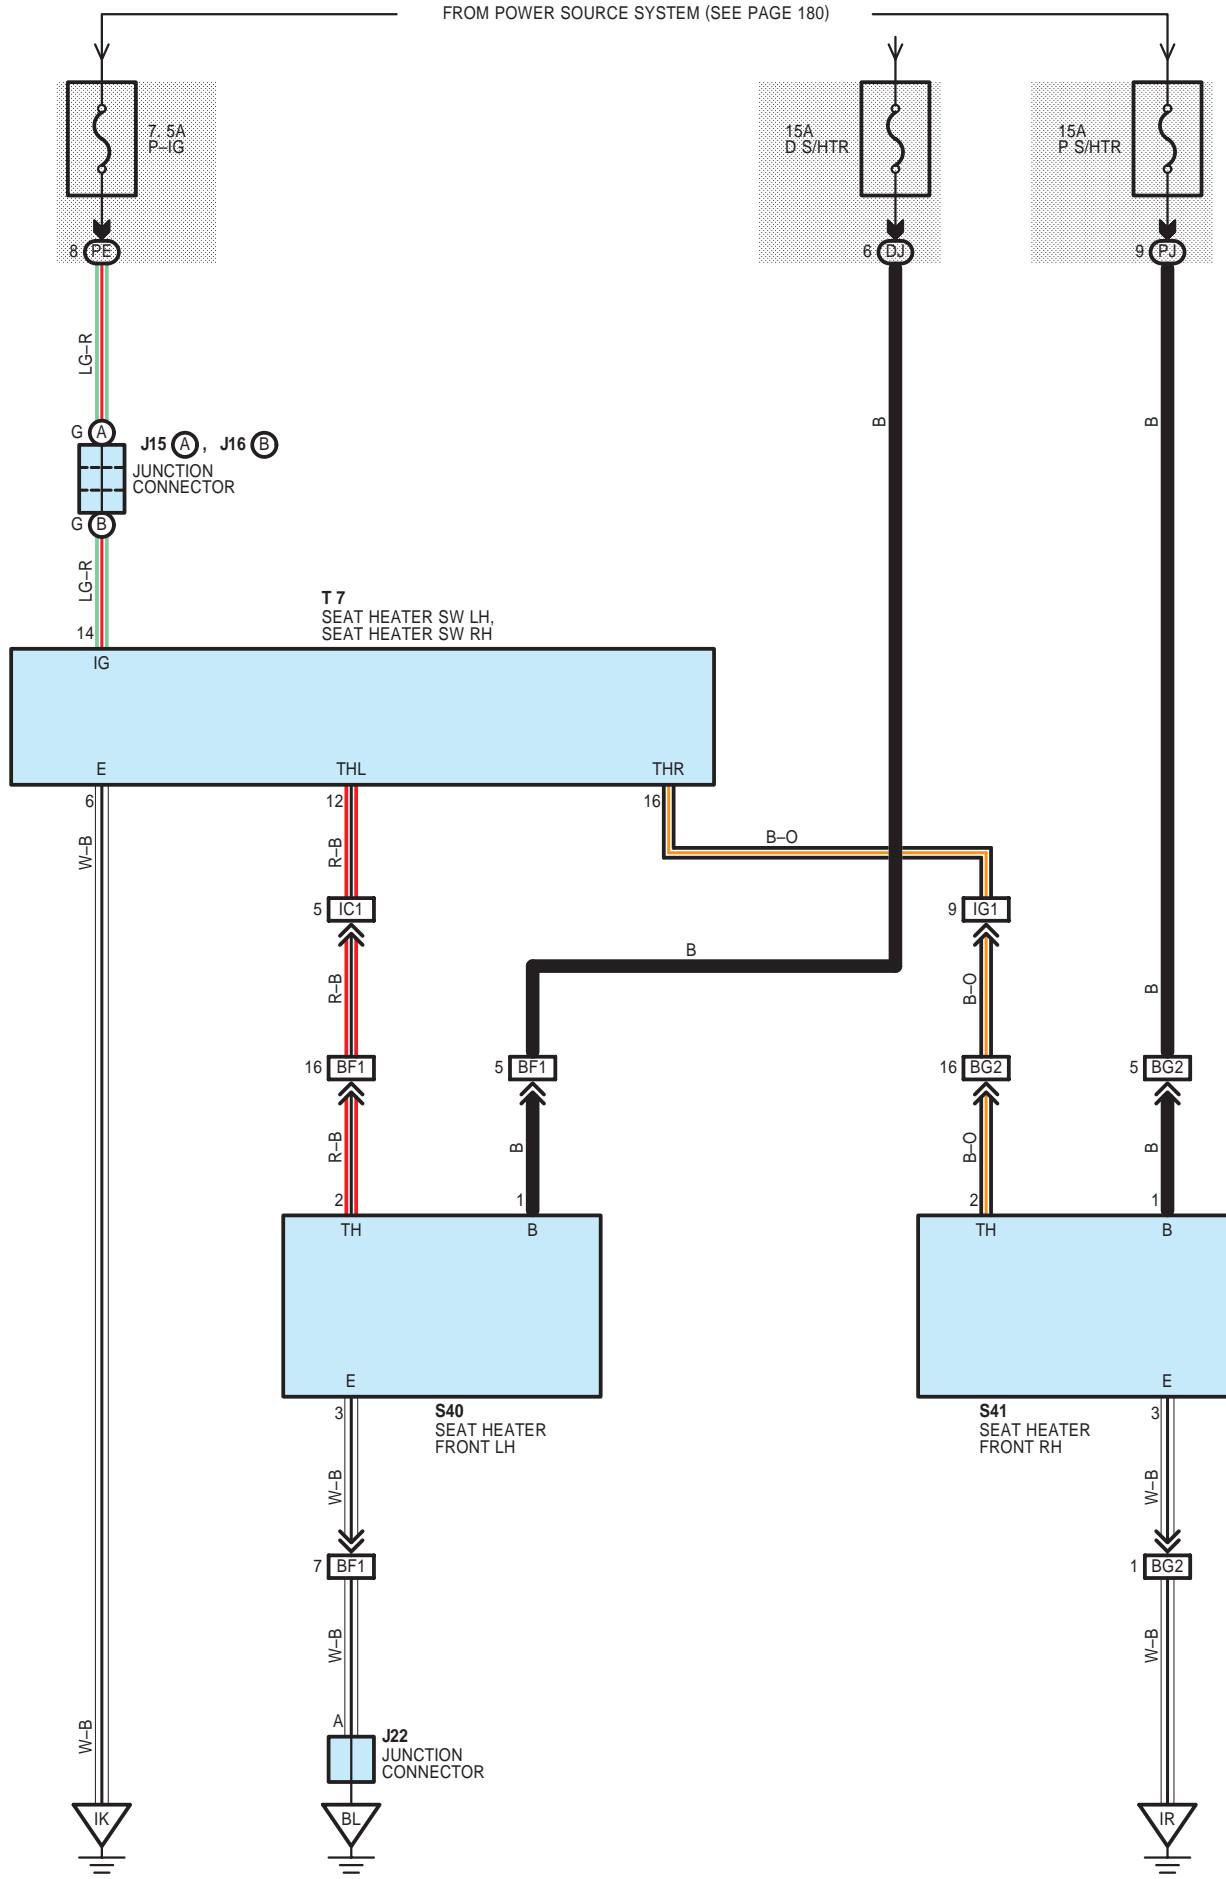 FROM POWER SOURCE SYSTEM (SEE PAGE 180)
7. 5A
P–IG
15A
D S/HTR
15A
P S/HTR
8 PE
6 DJ
9 PJ
LG–R
B
B
G A
J15 A , J16 B
JUNCTION
CONNECTOR
G B
LG–R
T 7
SEAT HEATER SW LH,
SEAT HEATER SW RH
14
IG
E
THL
THR
6
12
16
W–B
R–B
B–O
5 IC1
9 IG1
B
R–B
B–O
B
16 BF1
5 BF1
16 BG2
5 BG2
R–B
B
B–O
B
2
1
2
1
TH
B
TH
B
E
E
3
S40
SEAT HEATER
FRONT LH
S41
SEAT HEATER
FRONT RH
3
W–B
W–B
7 BF1
1 BG2
W–B
W–B
W–B
A
J22
JUNCTION
CONNECTOR
IK
BL
IR